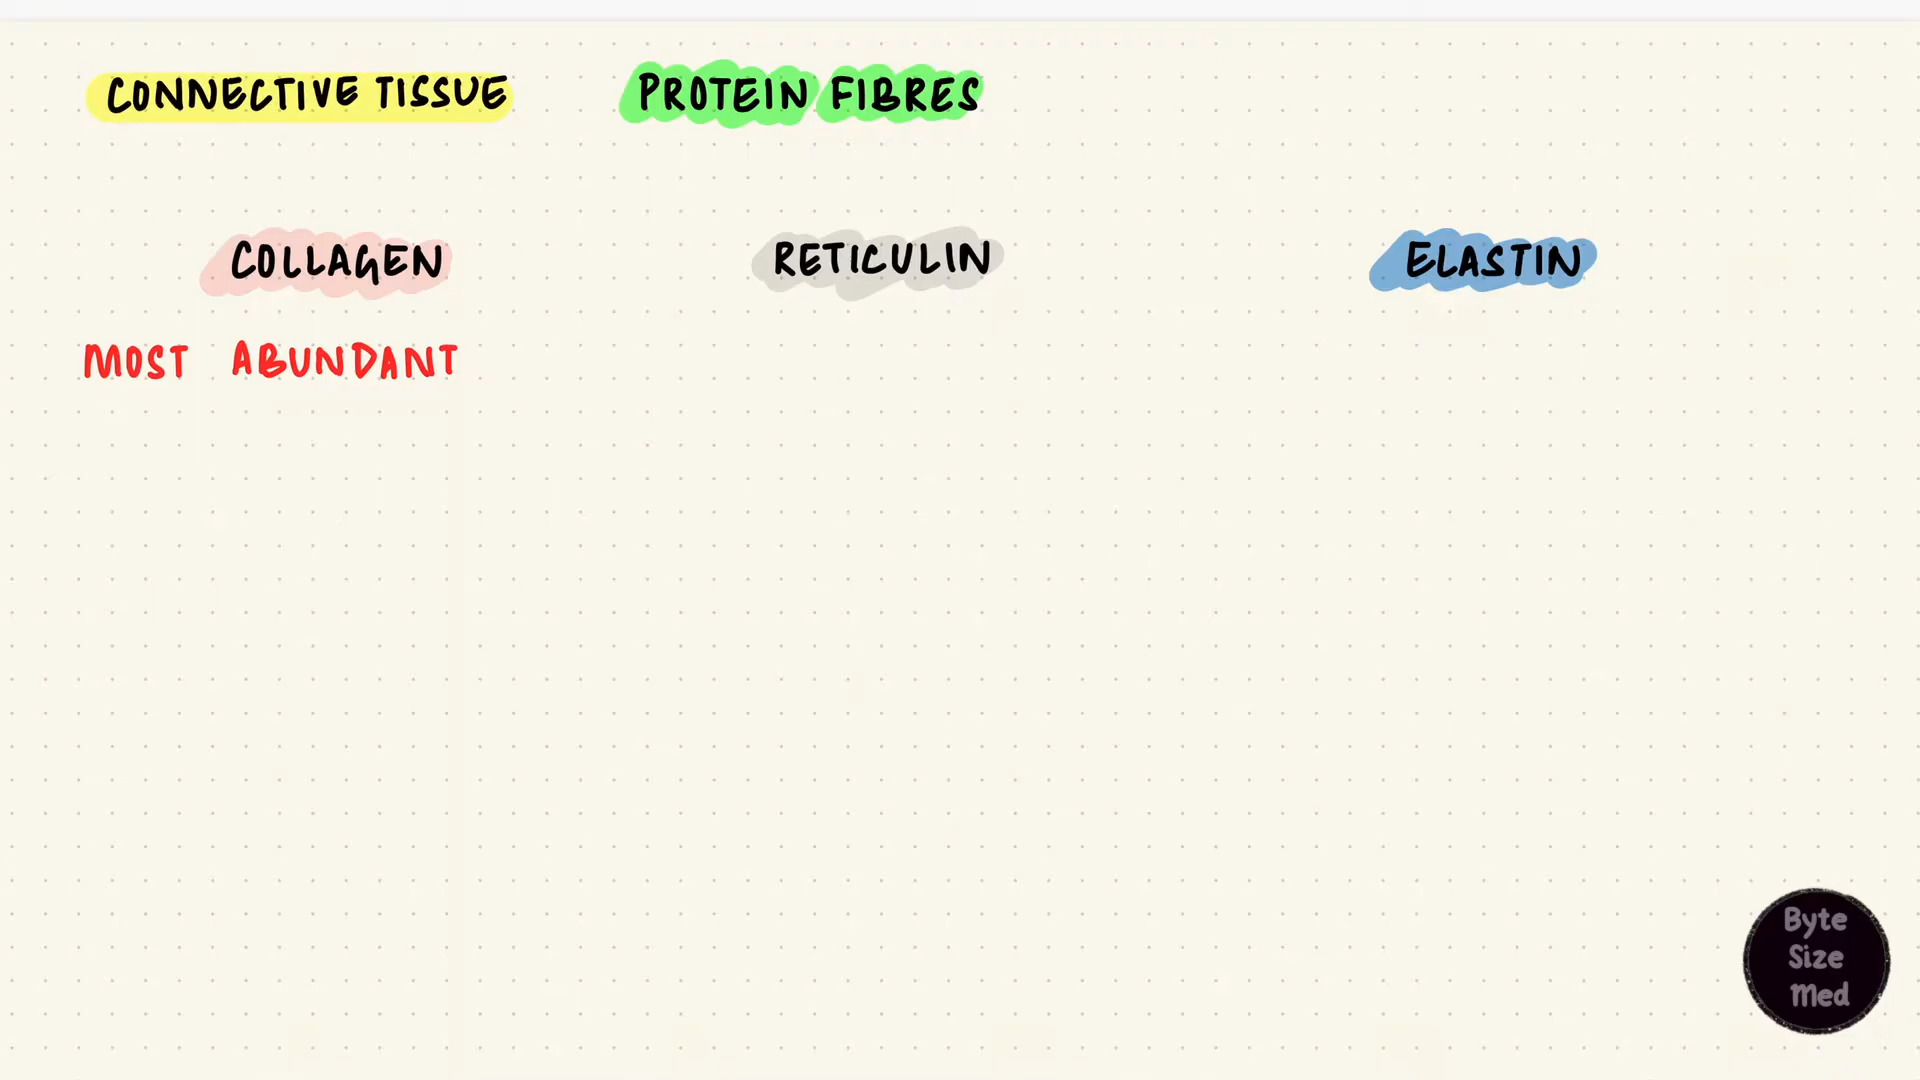 CONNECTIVE TISSUE PROTEIN FIBRES
COLLAGEN RETICULIN ELASTIN
MOST ABUNDANT
Byte
Size
Med